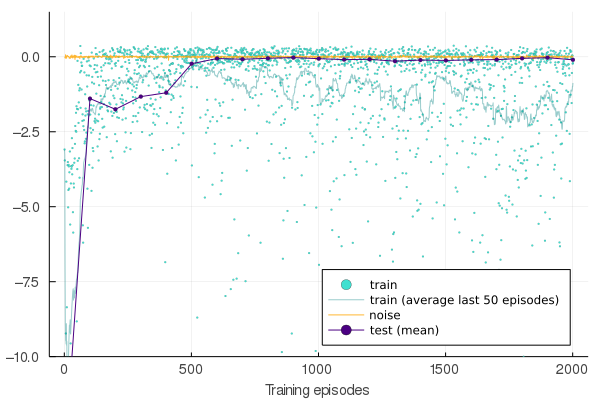 0.0
−2.5
−5.0
−7.5
−10.0
0
500
1000
1500
2000
Training episodes
train
train (average last 50 episodes)
noise
test (mean)